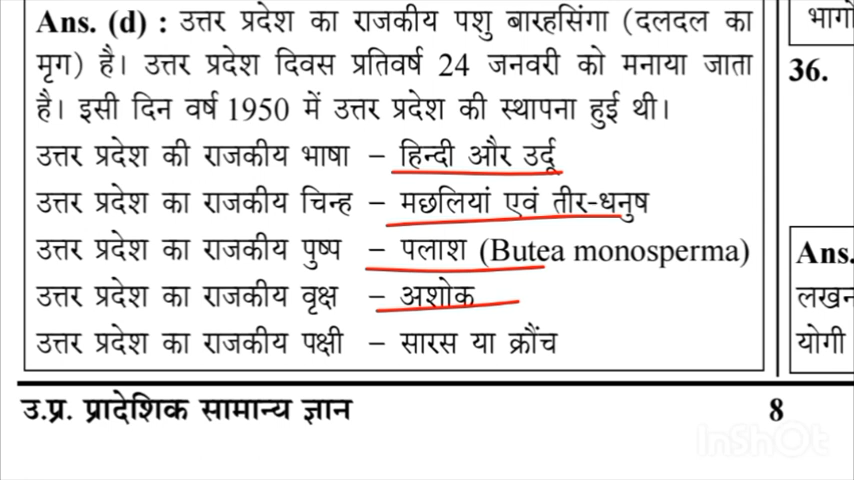 Ans. (d) : उत्तर प्रदेश का राजकीय पशु बारहसिंगा (दलदल का
मृग) है। उत्तर प्रदेश दिवस प्रतिवर्ष 24 जनवरी को मनाया जाता
है। इसी दिन वर्ष 1950 में उत्तर प्रदेश की स्थापना हुई थी।
उत्तर प्रदेश की राजकीय भाषा – हिन्दी और उर्दू
उत्तर प्रदेश का राजकीय चिन्ह – मछलियां एवं तीर-धनुष
उत्तर प्रदेश का राजकीय पुष्प – पलाश (Butea monosperma)
उत्तर प्रदेश का राजकीय वृक्ष – अशोक
उत्तर प्रदेश का राजकीय पक्षी – सारस या क्रौंच
उ.प्र. प्रादेशिक सामान्य ज्ञान 8
भागो
36.
Ans.
लखन
योगी
InShOt